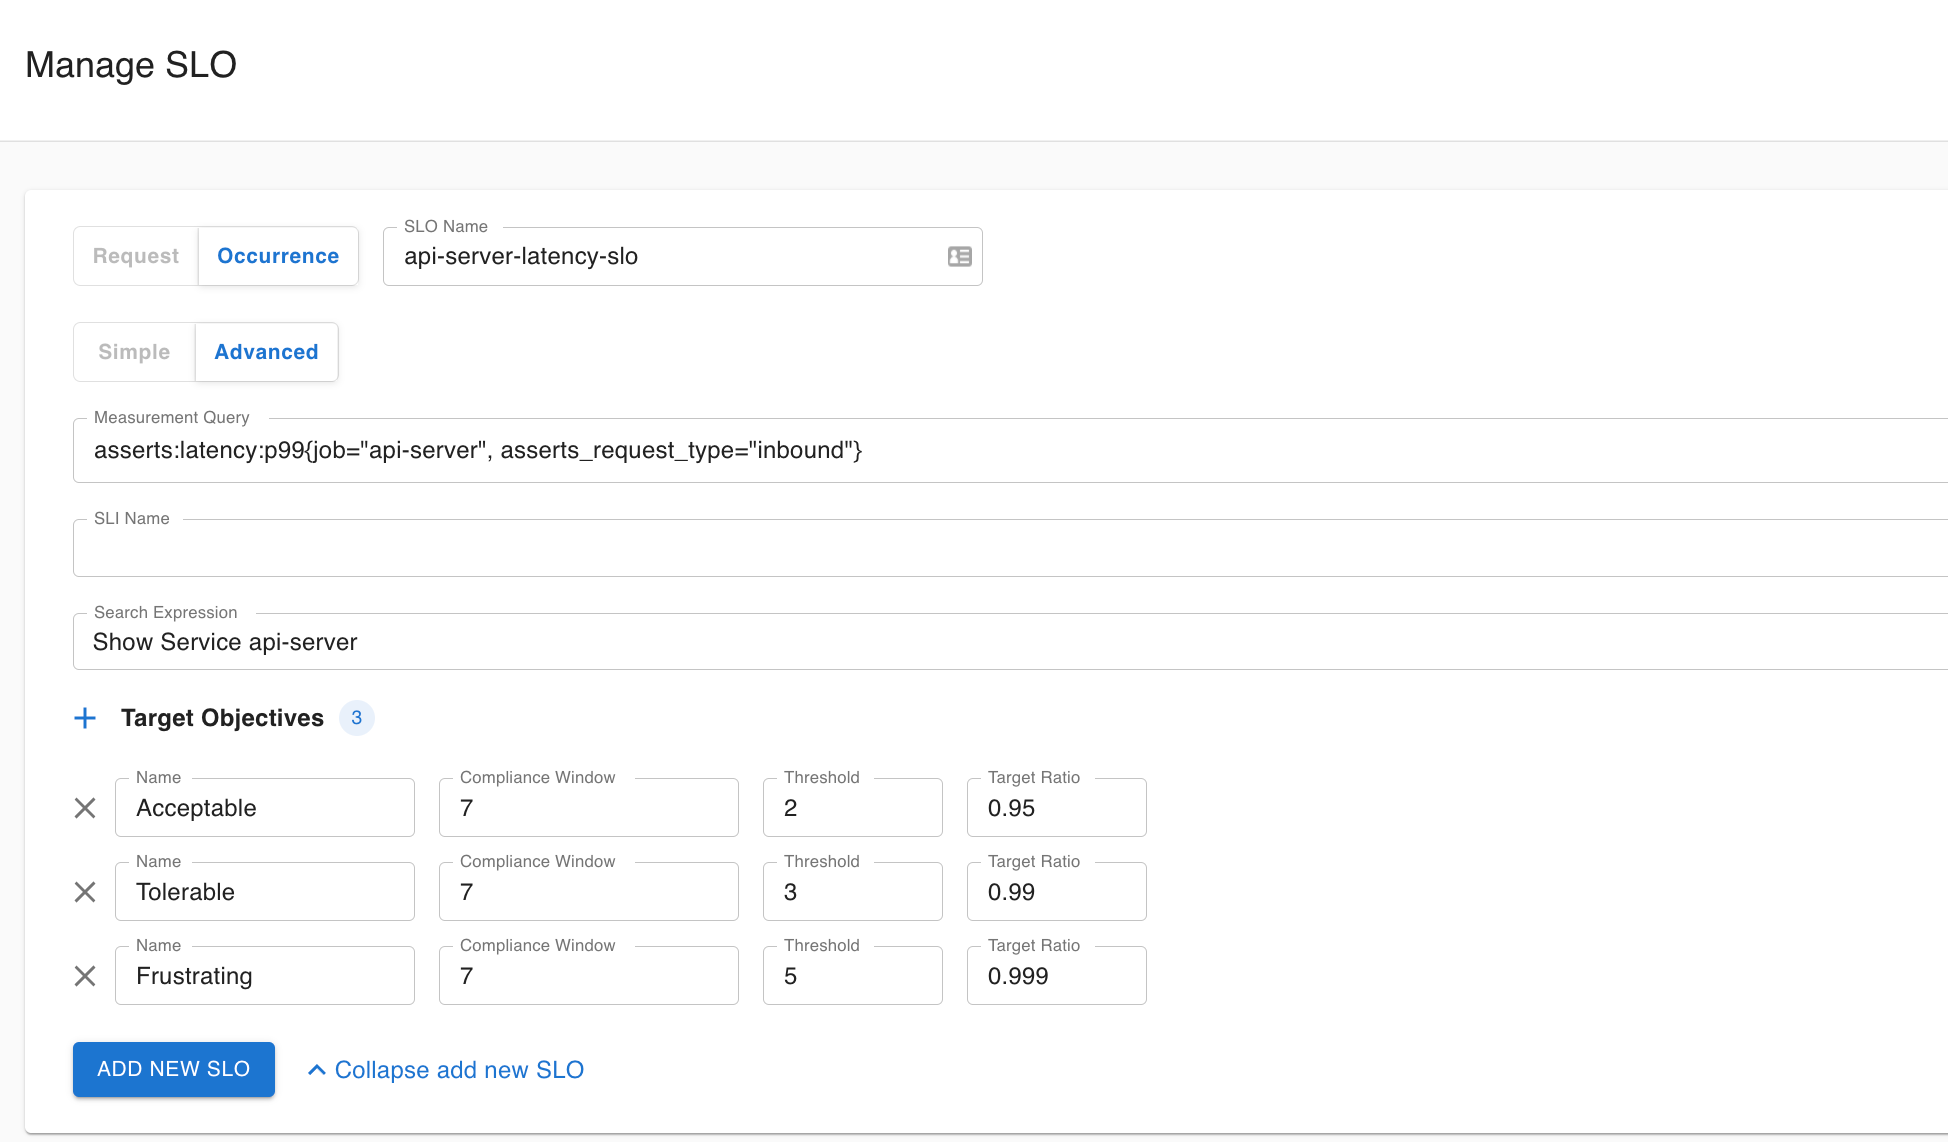 Manage SLO
Request Occurrence
SLO Name
api-server-latency-slo
Simple Advanced
Measurement Query
asserts:latency:p99{job="api-server", asserts_request_type="inbound"}
SLI Name
Search Expression
Show Service api-server
Target Objectives 3
Name Compliance Window Threshold Target Ratio
Acceptable 7 2 0.95
Name Compliance Window Threshold Target Ratio
Tolerable 7 3 0.99
Name Compliance Window Threshold Target Ratio
Frustrating 7 5 0.999
ADD NEW SLO Collapse add new SLO